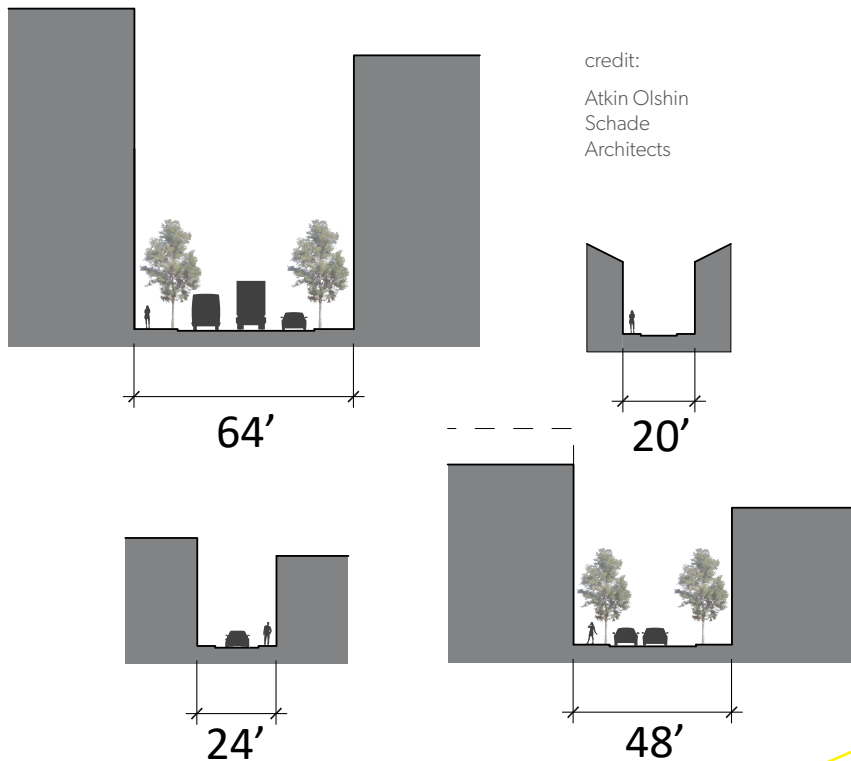 credit:
Atkin Olshin
Schade
Architects
64’
20’
24’
48’